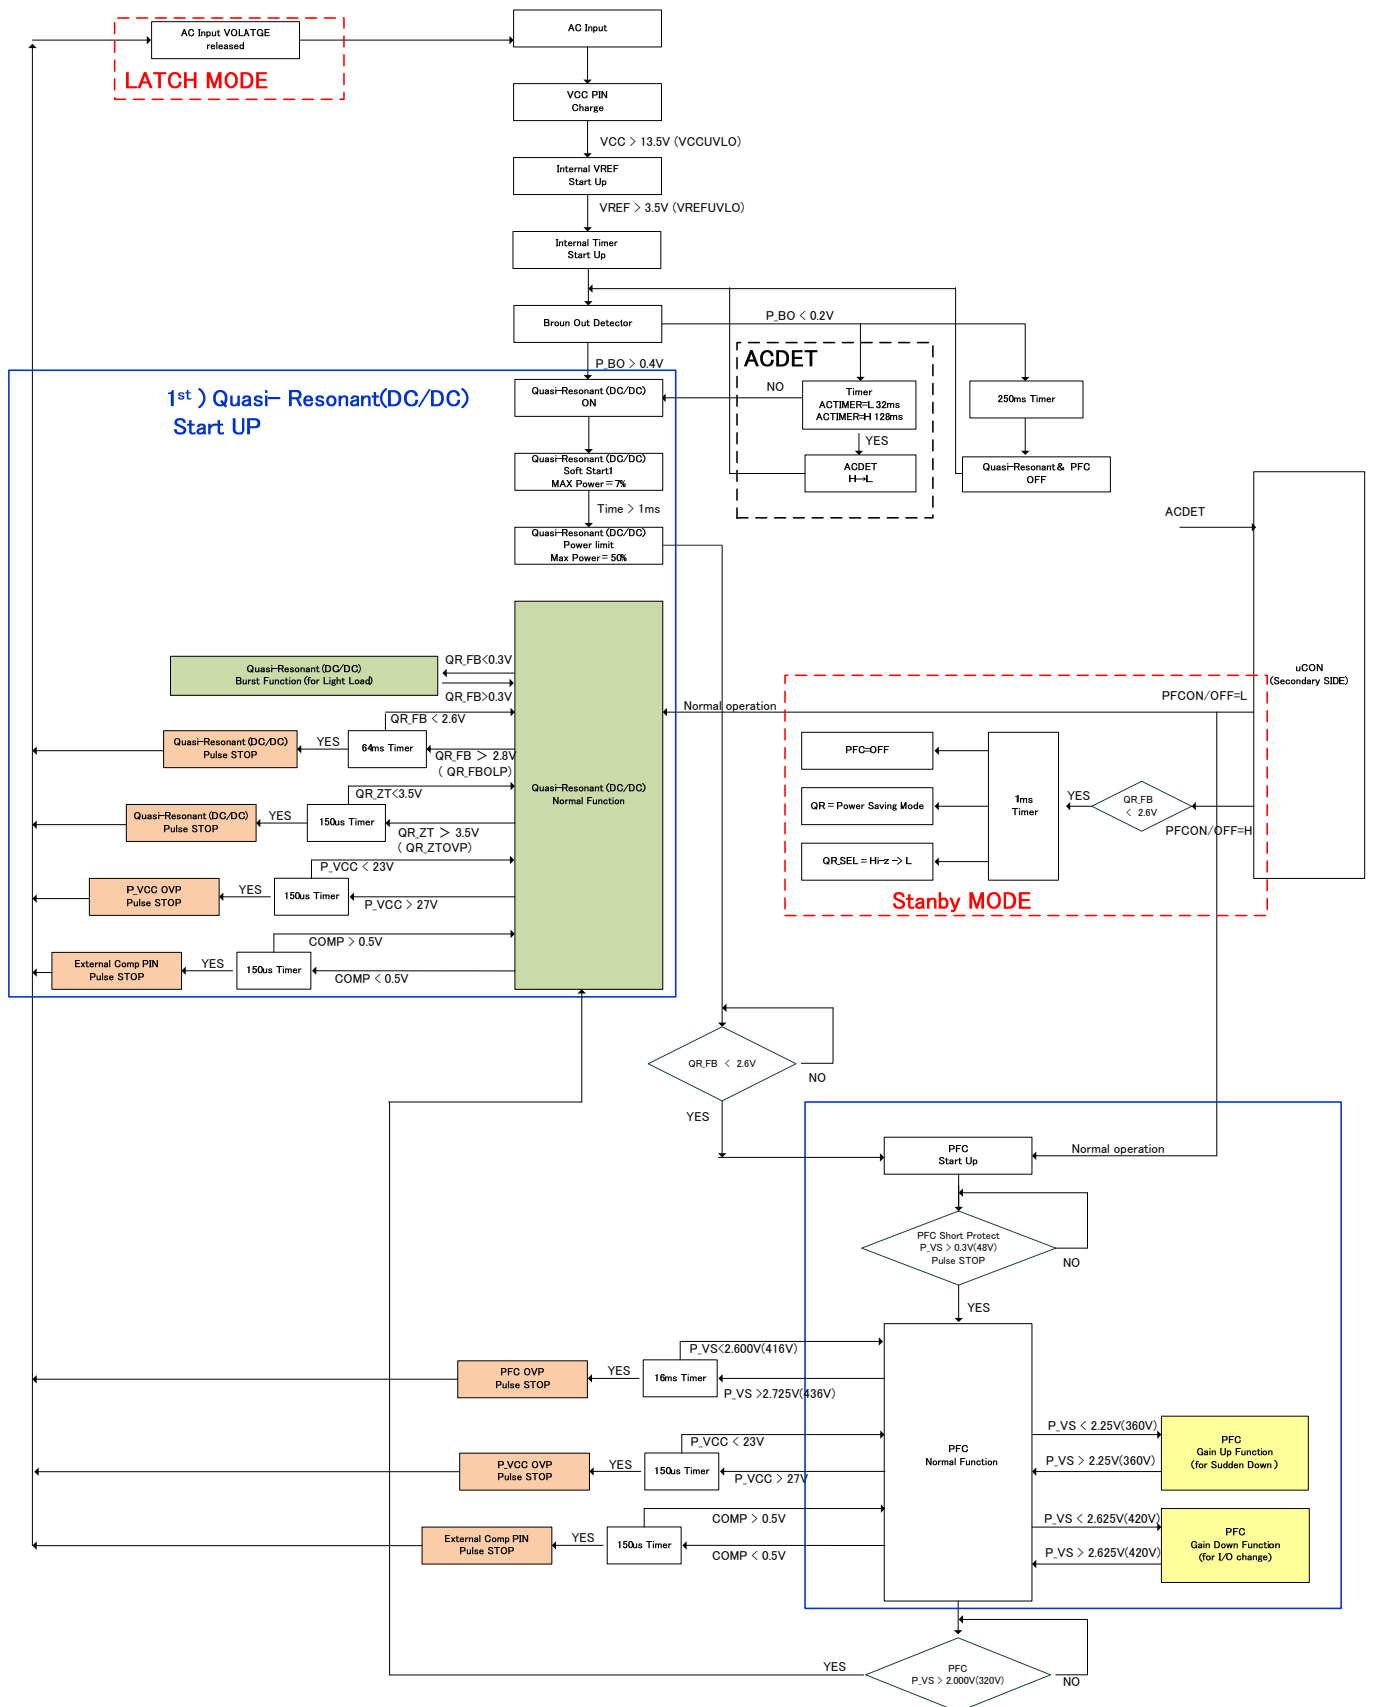 AC Input VOLATGE
released
LATCH MODE
AC Input
VCC PIN
Charge
VCC > 13.5V (VCCUVLO)
Internal VREF
Start Up
VREF > 3.5V (VREFUVLO)
Internal Timer
Start Up
Broun Out Detector
P_BO < 0.2V
P_BO > 0.4V
ACDET
1st ) Quasi- Resonant(DC/DC)
Start UP
Quasi-Resonant (DC/DC)
ON
NO
Timer
ACTIMER=L 32ms
ACTIMER=H 128ms
YES
250ms Timer
Quasi-Resonant (DC/DC)
Soft Start1
MAX Power = 7%
ACDET
H→L
Quasi-Resonant & PFC
OFF
Time > 1ms
Quasi-Resonant (DC/DC)
Power limit
Max Power = 50%
ACDET
uCON
(Secondary SIDE)
Quasi-Resonant (DC/DC)
Burst Function (for Light Load)
QR_FB<0.3V
QR_FB>0.3V
QR_FB < 2.6V
Quasi-Resonant (DC/DC)
Pulse STOP
YES
64ms Timer
QR_FB > 2.8V
( QR_FBOLP)
QR_ZT<3.5V
Quasi-Resonant (DC/DC)
Pulse STOP
YES
150us Timer
QR_ZT > 3.5V
( QR_ZTOVP)
P_VCC < 23V
P_VCC OVP
Pulse STOP
YES
150us Timer
P_VCC > 27V
COMP > 0.5V
External Comp PIN
Pulse STOP
YES
150us Timer
COMP < 0.5V
Quasi-Resonant (DC/DC)
Normal Function
Normal operation
PFCON/OFF=L
PFC=OFF
QR = Power Saving Mode
QR_SEL = Hi-z -> L
1ms
Timer
YES
QR_FB
< 2.6V
PFCON/OFF=H
Stanby MODE
QR_FB < 2.6V
NO
YES
PFC
Start Up
Normal operation
PFC Short Protect
P_VS > 0.3V(48V)
Pulse STOP
NO
YES
P_VS<2.600V(416V)
PFC OVP
Pulse STOP
YES
16ms Timer
P_VS >2.725V(436V)
P_VCC < 23V
P_VCC OVP
Pulse STOP
YES
150us Timer
P_VCC > 27V
COMP > 0.5V
External Comp PIN
Pulse STOP
YES
150us Timer
COMP < 0.5V
PFC
Normal Function
P_VS < 2.25V(360V)
P_VS > 2.25V(360V)
PFC
Gain Up Function
(for Sudden Down )
P_VS < 2.625V(420V)
P_VS > 2.625V(420V)
PFC
Gain Down Function
(for I/O change)
YES
PFC
P_VS > 2.000V(320V)
NO